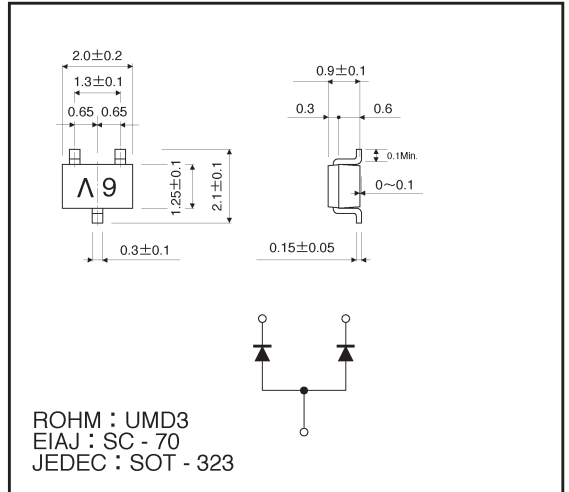 2.0±0.2
1.3±0.1
0.65 0.65
Λ 9
1.25±0.1
2.1±0.1
0.3±0.1
0.9±0.1
0.3
0.6
0.1Min.
0~0.1
0.15±0.05
ROHM : UMD3
EIAJ : SC - 70
JEDEC : SOT - 323